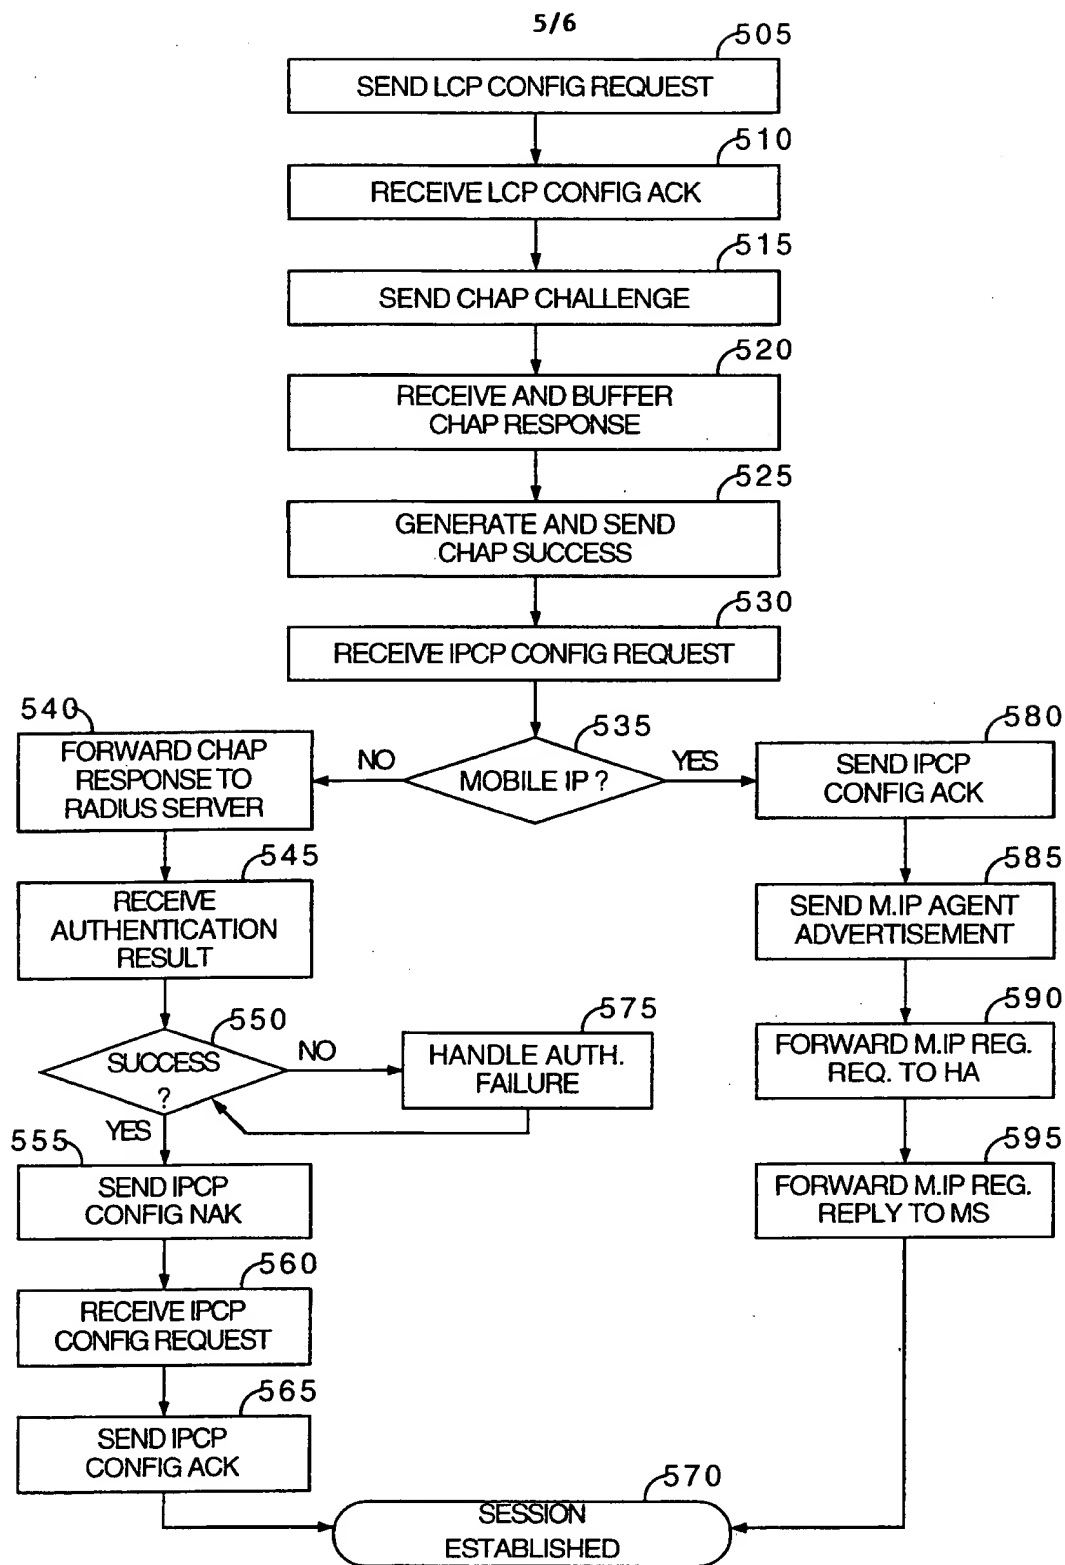 5/6
505
SEND LCP CONFIG REQUEST
510
RECEIVE LCP CONFIG ACK
515
SEND CHAP CHALLENGE
520
RECEIVE AND BUFFER
CHAP RESPONSE
525
GENERATE AND SEND
CHAP SUCCESS
530
RECEIVE IPCP CONFIG REQUEST
535
MOBILE IP ?
NO
YES
540
FORWARD CHAP
RESPONSE TO
RADIUS SERVER
545
RECEIVE
AUTHENTICATION
RESULT
550
SUCCESS
?
NO
YES
575
HANDLE AUTH.
FAILURE
555
SEND IPCP
CONFIG NAK
560
RECEIVE IPCP
CONFIG REQUEST
565
SEND IPCP
CONFIG ACK
580
SEND IPCP
CONFIG ACK
585
SEND M.IP AGENT
ADVERTISEMENT
590
FORWARD M.IP REG.
REQ. TO HA
595
FORWARD M.IP REG.
REPLY TO MS
570
SESSION
ESTABLISHED